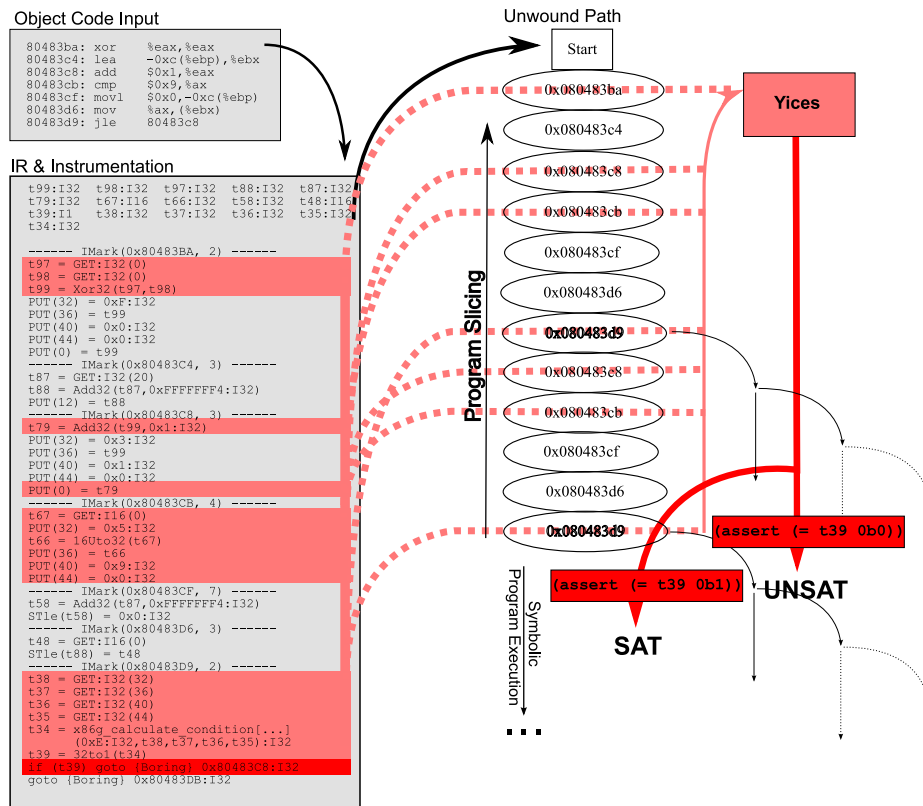 Object Code Input
80483ba: xor %eax,%eax
80483c4: lea -0xc(%ebp),%ebx
80483c8: add $0x1,%eax
80483cb: cmp $0x9,%ax
80483cf: movl $0x0,-0xc(%ebp)
80483d6: mov %ax,(%ebx)
80483d9: jle 80483c8
IR & Instrumentation
t99:I32 t98:I32 t97:I32 t88:I32 t87:I32
t79:I32 t67:I16 t66:I32 t58:I32 t48:I16
t39:I1 t38:I32 t37:I32 t36:I32 t35:I32
t34:I32
------ IMark(0x80483BA, 2) ------
t97 = GET:I32(0)
t98 = GET:I32(0)
t99 = Xor32(t97,t98)
PUT(32) = 0xF:I32
PUT(36) = t99
PUT(40) = 0x0:I32
PUT(44) = 0x0:I32
PUT(0) = t99
------ IMark(0x80483C4, 3) ------
t87 = GET:I32(20)
t88 = Add32(t87,0xFFFFFFF4:I32)
PUT(12) = t88
------ IMark(0x80483C8, 3) ------
t79 = Add32(t99,0x1:I32)
PUT(32) = 0x3:I32
PUT(36) = t99
PUT(40) = 0x1:I32
PUT(44) = 0x0:I32
PUT(0) = t79
------ IMark(0x80483CB, 4) ------
t67 = GET:I16(0)
PUT(32) = 0x5:I32
t66 = 16Uto32(t67)
PUT(36) = t66
PUT(40) = 0x9:I32
PUT(44) = 0x0:I32
------ IMark(0x80483CF, 7) ------
t58 = Add32(t87,0xFFFFFFF4:I32)
STle(t58) = 0x0:I32
------ IMark(0x80483D6, 3) ------
t48 = GET:I16(0)
STle(t88) = t48
------ IMark(0x80483D9, 2) ------
t38 = GET:I32(32)
t37 = GET:I32(36)
t36 = GET:I32(40)
t35 = GET:I32(44)
t34 = x86g_calculate_condition[...]
(0xE:I32,t38,t37,t36,t35):I32
t39 = 32to1(t34)
if (t39) goto {Boring} 0x80483C8:I32
goto {Boring} 0x80483DB:I32
Unwound Path
Start
0x080483ba
0x080483c4
0x080483c8
0x080483cb
0x080483cf
0x080483d6
0x080483d9
0x080483c8
0x080483cb
0x080483cf
0x080483d6
0x080483d9
Program Slicing
Symbolic
Program Execution
...
Yices
(assert (= t39 0b0))
UNSAT
(assert (= t39 0b1))
SAT